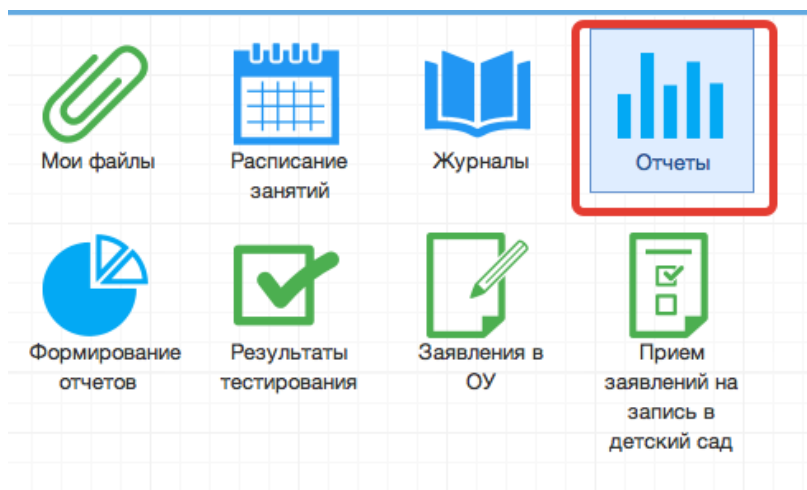 Мои файлы
Расписание
занятий
Журналы
Отчеты
Формирование
отчетов
Результаты
тестирования
Заявления в
ОУ
Прием
заявлений на
запись в
детский сад